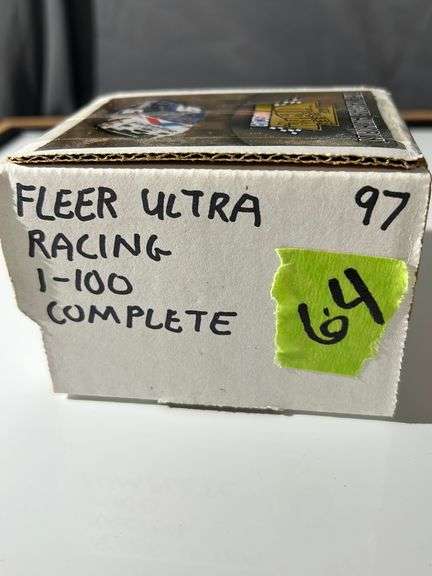 FLEER ULTRA 97
RACING
1-100
COMPLETE
64